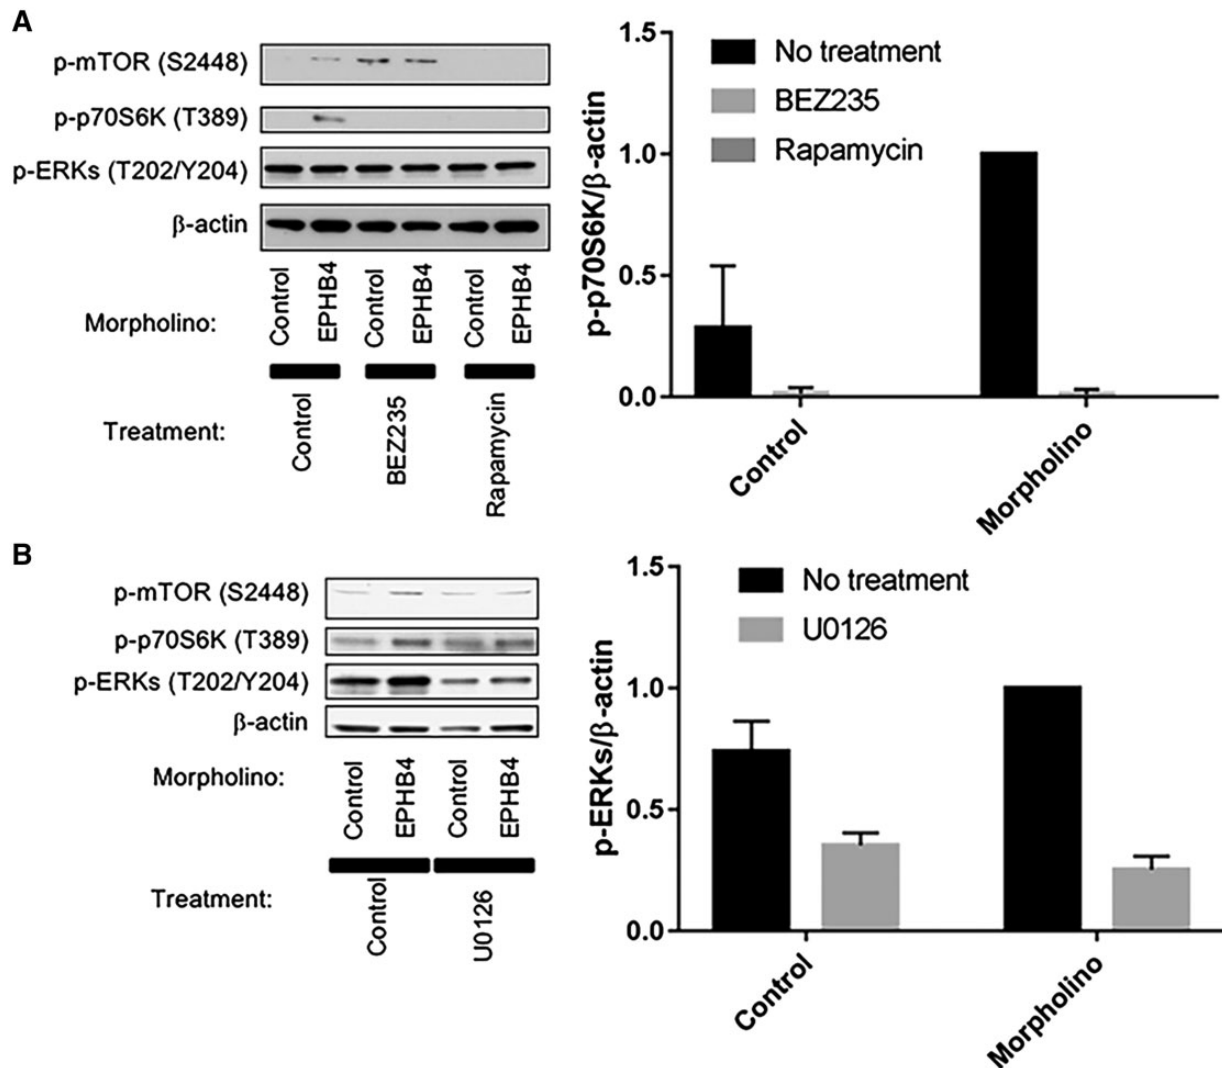 A
p-mTOR (S2448)
p-p70S6K (T389)
p-ERKs (T202/Y204)
β-actin
Morpholino:
Control
EPHB4
Control
EPHB4
Control
EPHB4
Treatment:
Control
BEZ235
Rapamycin
p-p70S6K/β-actin
1.5
1.0
0.5
0.0
No treatment
BEZ235
Rapamycin
Control
Morpholino
B
p-mTOR (S2448)
p-p70S6K (T389)
p-ERKs (T202/Y204)
β-actin
Morpholino:
Control
EPHB4
Control
EPHB4
Treatment:
Control
U0126
p-ERKs/β-actin
1.5
1.0
0.5
0.0
No treatment
U0126
Control
Morpholino